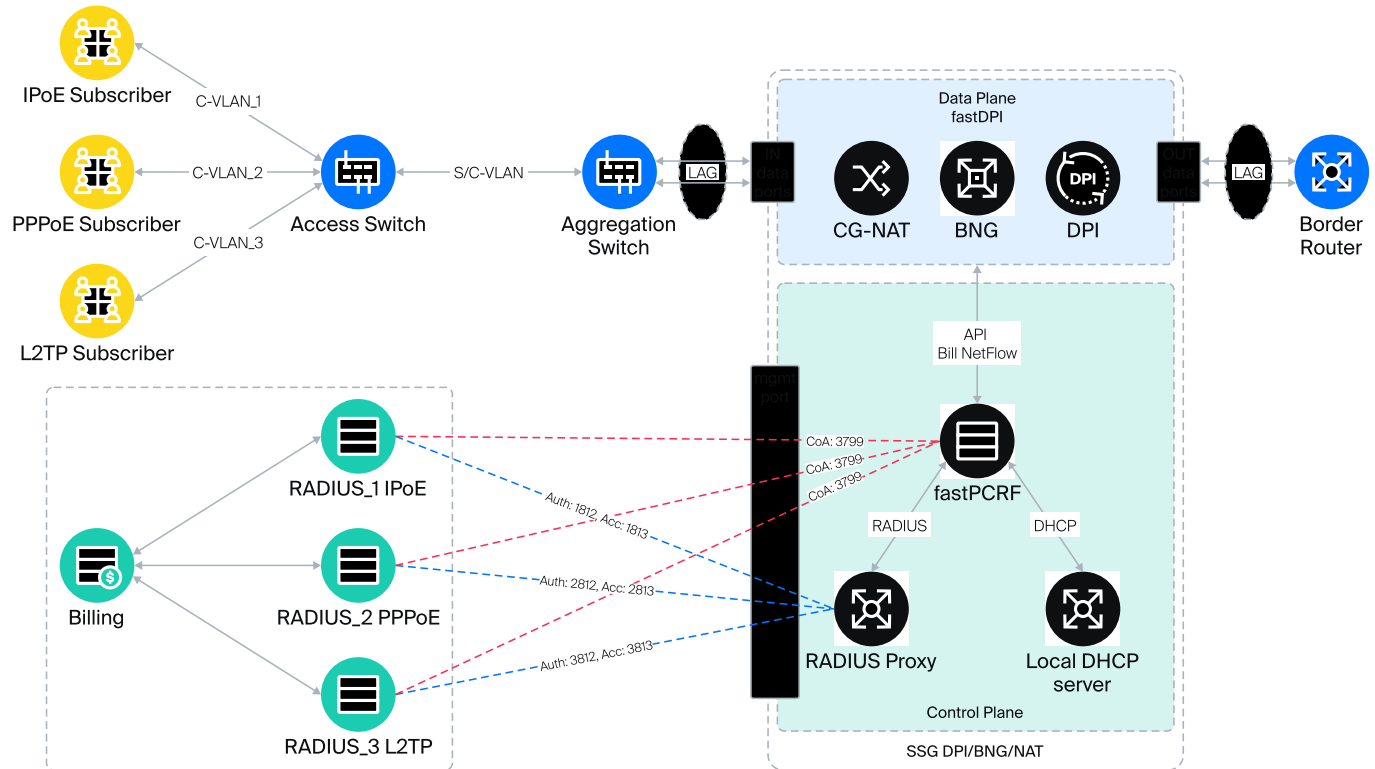 IPoE Subscriber
C-VLAN_1
PPPoE Subscriber
C-VLAN_2
L2TP Subscriber
C-VLAN_3
Access Switch
S/C-VLAN
Aggregation
Switch
LAG
IN
data
ports
Data Plane
fastDPI
CG-NAT
BNG
DPI
DPI
OUT
data
ports
LAG
Border
Router
API
Bill NetFlow
mgmt
port
fastPCRF
RADIUS
DHCP
RADIUS Proxy
Local DHCP
server
Control Plane
SSG DPI/BNG/NAT
Billing
$
RADIUS_1 IPoE
RADIUS_2 PPPoE
RADIUS_3 L2TP
CoA: 3799
CoA: 3799
CoA: 3799
Auth: 1812, Acc: 1813
Auth: 2812, Acc: 2813
Auth: 3812, Acc: 3813